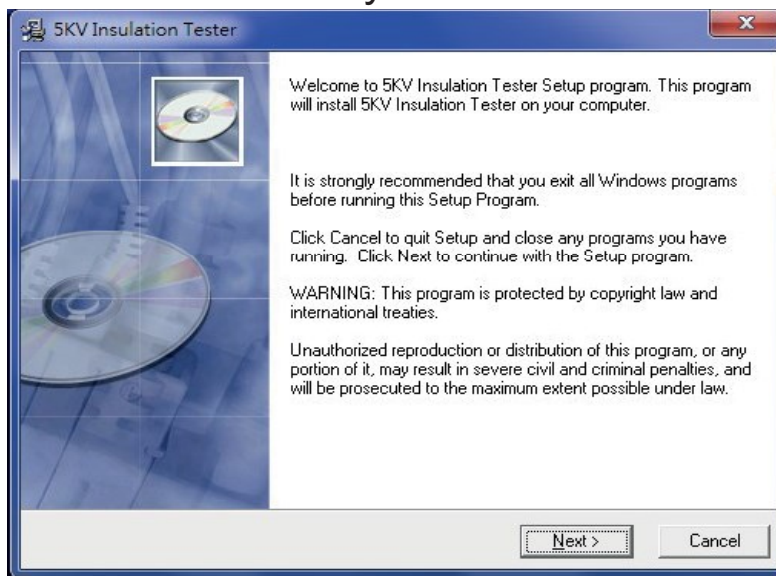 5KV Insulation Tester
Welcome to 5KV Insulation Tester Setup program. This program
will install 5KV Insulation Tester on your computer.
It is strongly recommended that you exit all Windows programs
before running this Setup Program.
Click Cancel to quit Setup and close any programs you have
running. Click Next to continue with the Setup program.
WARNING: This program is protected by copyright law and
international treaties.
Unauthorized reproduction or distribution of this program, or any
portion of it, may result in severe civil and criminal penalties, and
will be prosecuted to the maximum extent possible under law.
Next >
Cancel